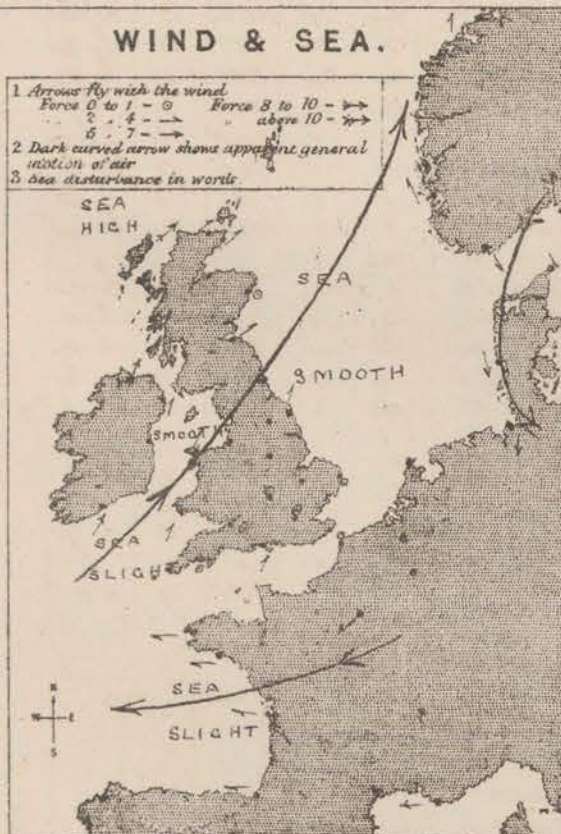 WIND & SEA.
1 Arrows fly with the wind
Force 0 to 1 - ⊙ Force 8 to 10 - ⤐
" 2 " 4 - → " above 10 - ⤐
" 5 " 7 - →
2 Dark curved arrow shows apparent general
motion of air
3 Sea disturbance in words.
SEA
HIGH
SEA
SMOOTH
SMOOT
SEA
SLIGHT
SEA
SLIGHT
N
W E
S